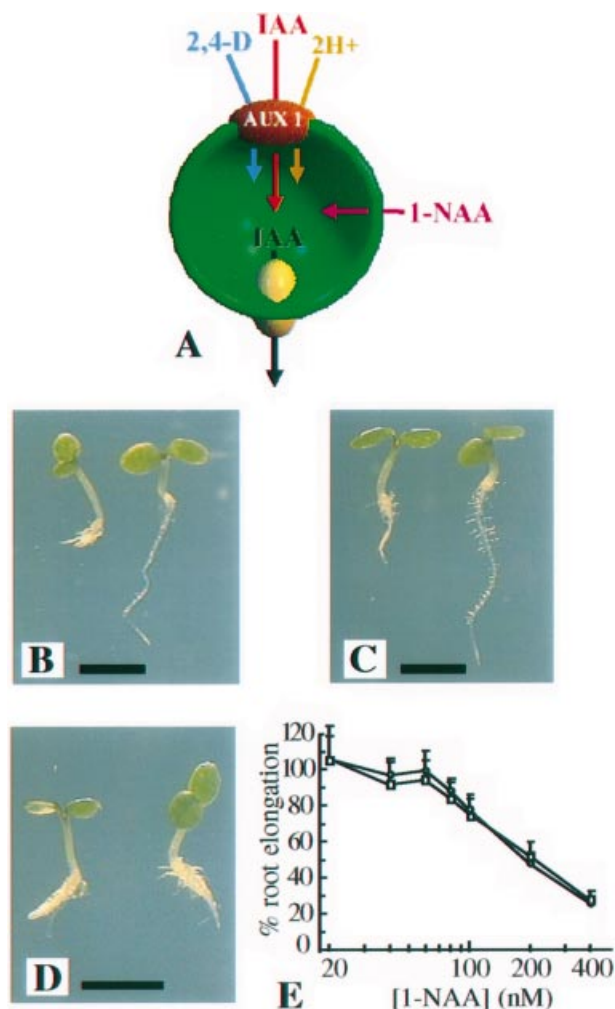 IAA
2,4-D
2H+
AUX 1
1-NAA
IAA
A
B
C
D
% root elongation
120
100
80
60
40
20
0
20 100 200 400
E
[1-NAA] (nM)